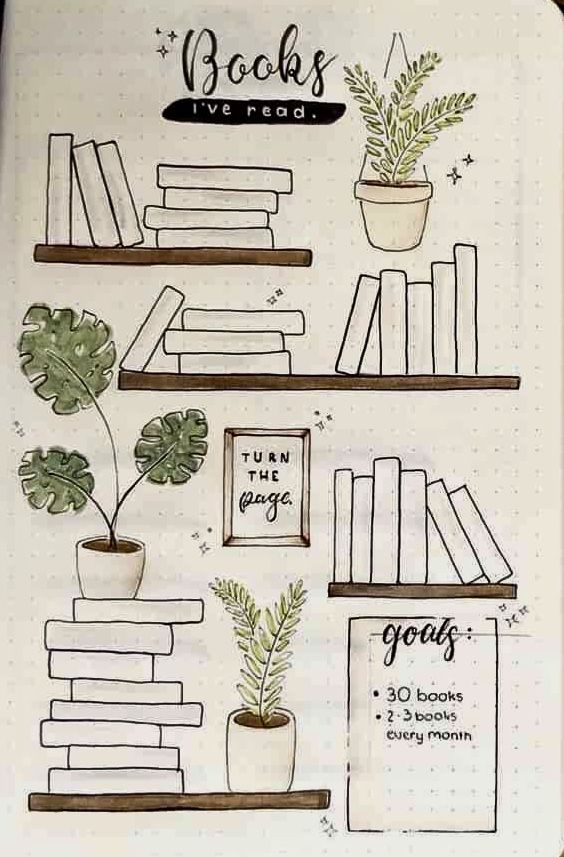 Books
I've read.
TURN
THE
page.
goals:
• 30 books
• 2-3 books
every month